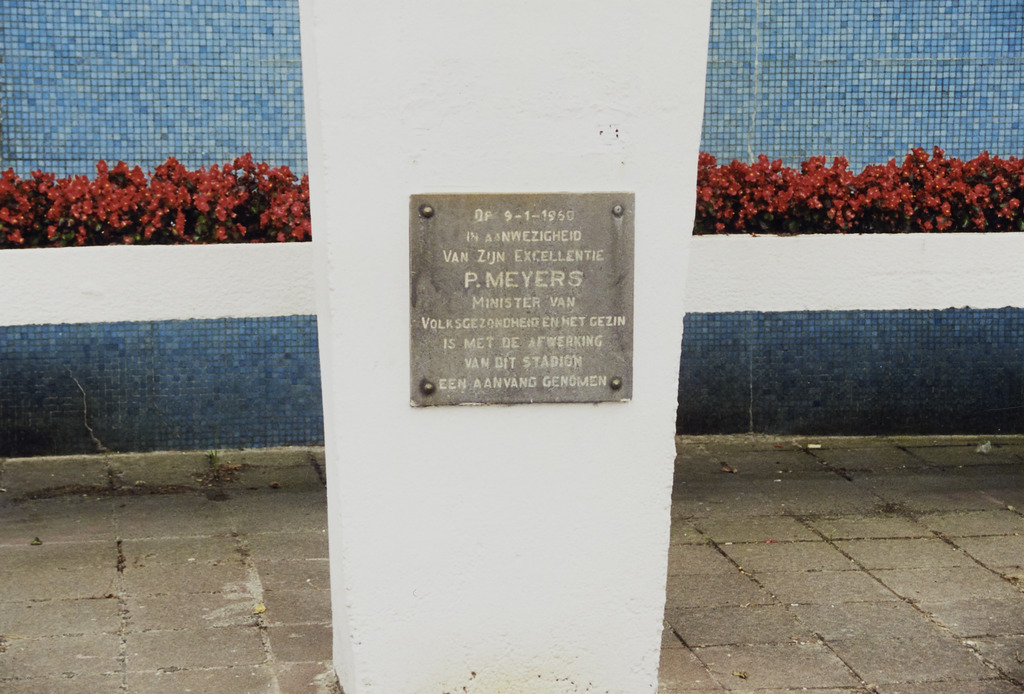 OP 9-1-1960
IN AANWEZIGHEID
VAN ZIJN EXCELLENTIE
P. MEYERS
MINISTER VAN
VOLKSGEZONDHEID EN HET GEZIN
IS MET DE AFWERKING
VAN DIT STADION
EEN AANVANG GENOMEN